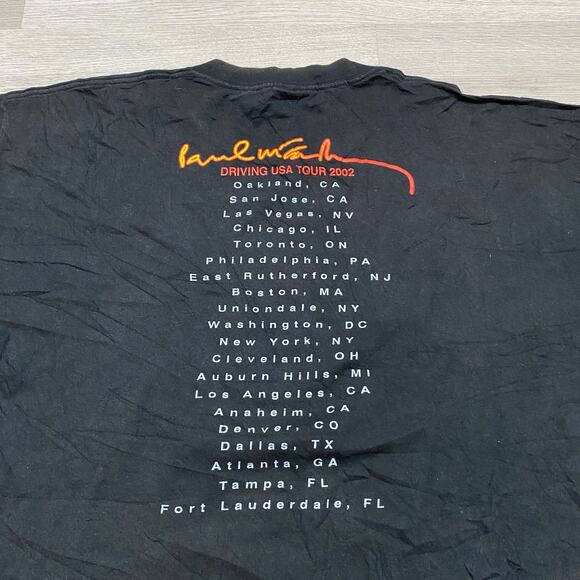 Paul McCartney
DRIVING USA TOUR 2002
Oakland, CA
San Jose, CA
Las Vegas, NV
Chicago, IL
Toronto, ON
Philadelphia, PA
East Rutherford, NJ
Boston, MA
Uniondale, NY
Washington, DC
New York, NY
Cleveland, OH
Auburn Hills, MI
Los Angeles, CA
Anaheim, CA
Denver, CO
Dallas, TX
Atlanta, GA
Tampa, FL
Fort Lauderdale, FL